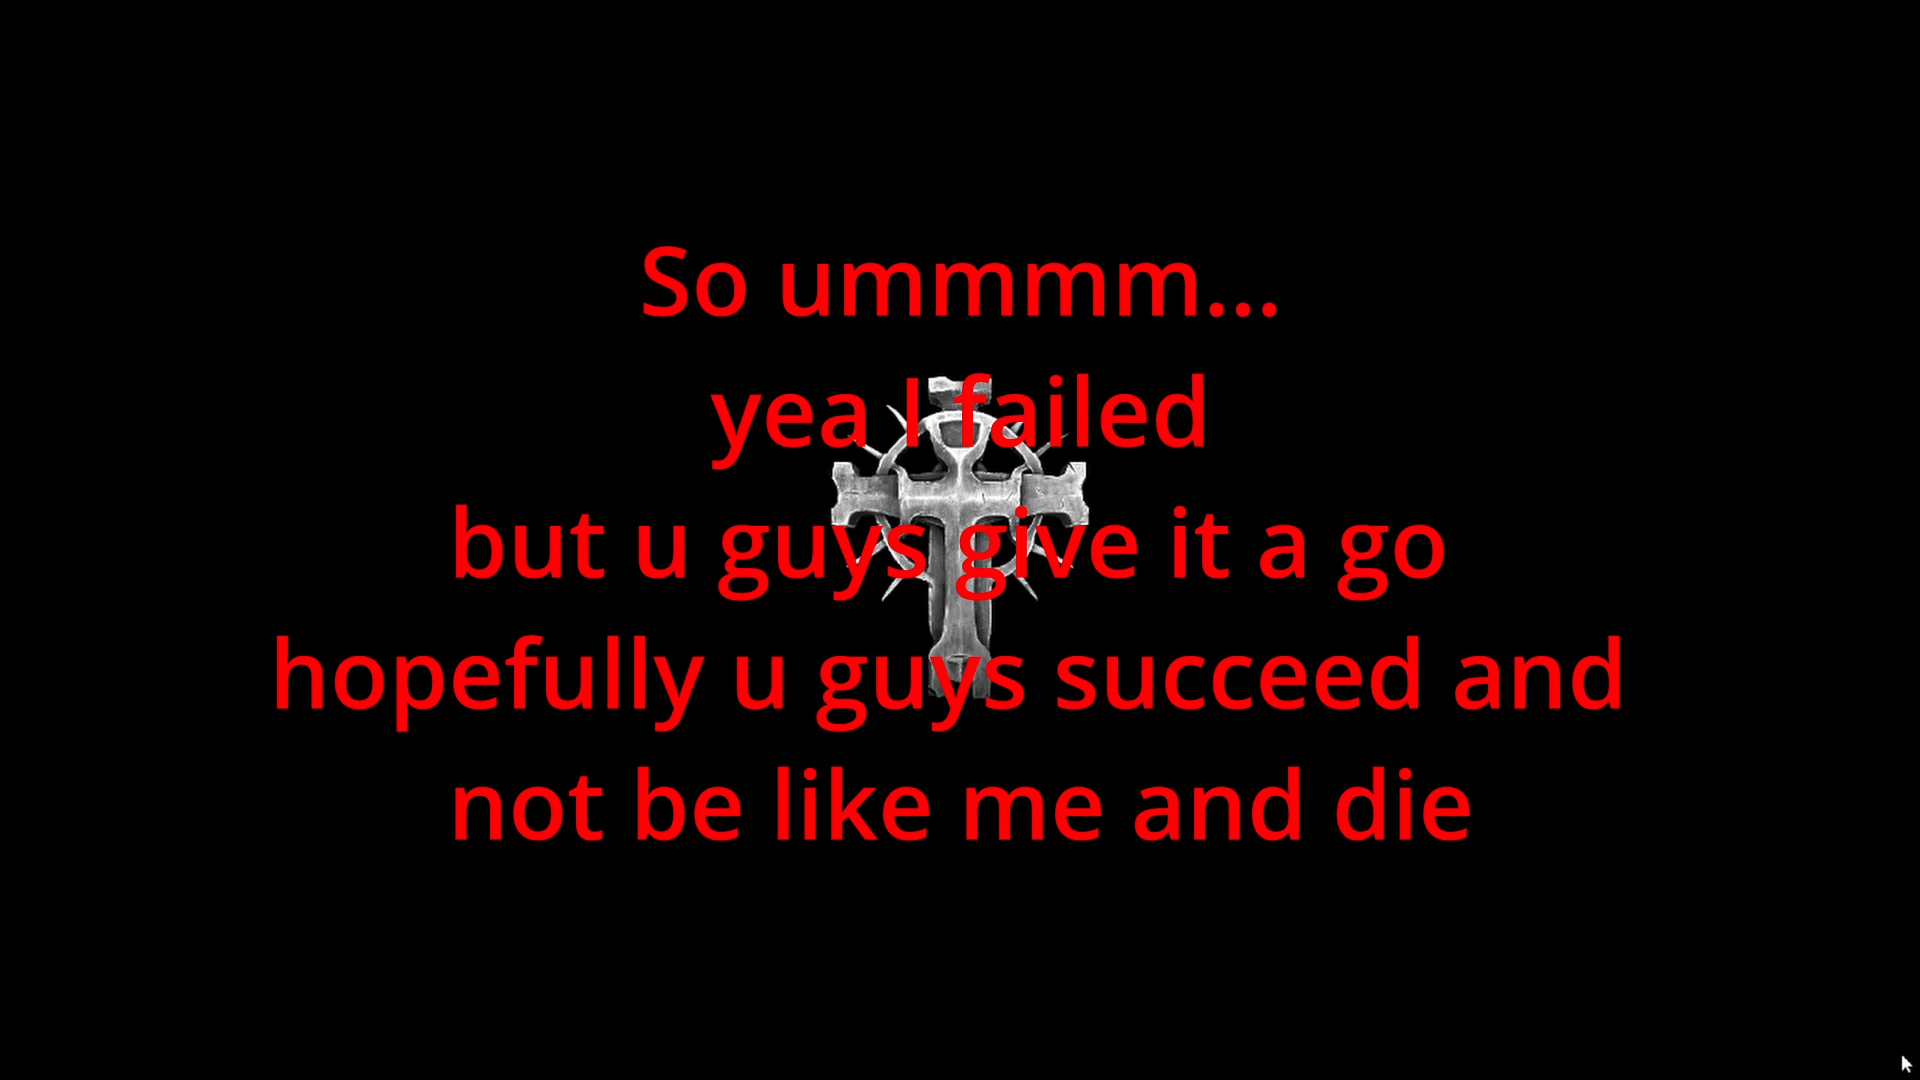 So ummmm...
yea I failed
but u guys give it a go
hopefully u guys succeed and
not be like me and die